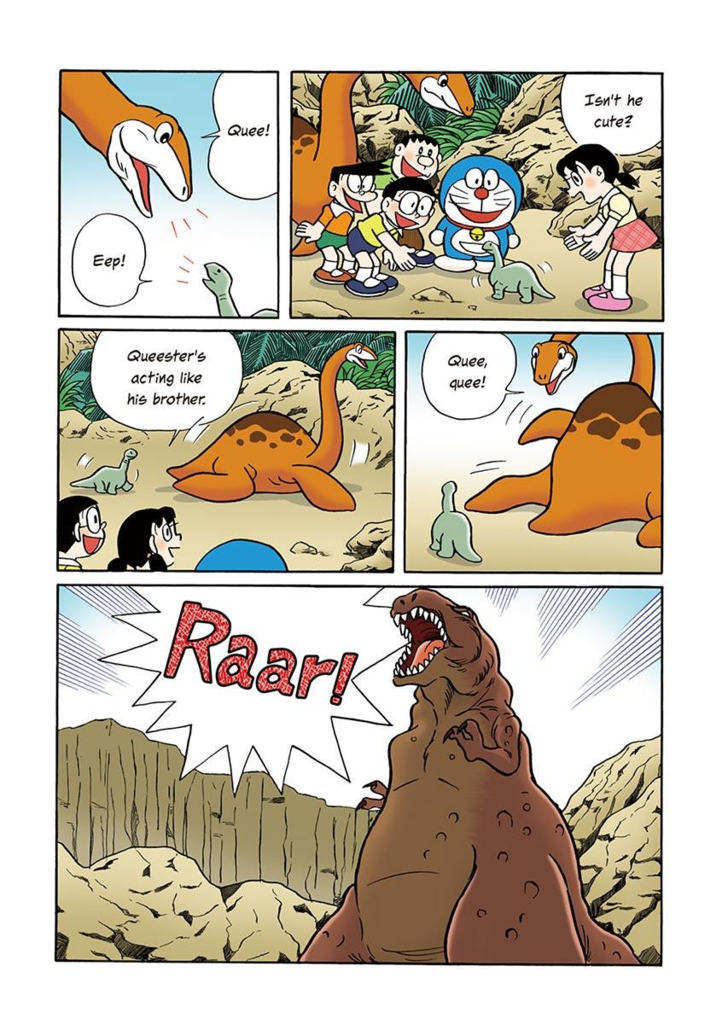 Quee!
Eep!
Isn't he
cute?
Queester's
acting like
his brother.
Quee,
quee!
Raar!